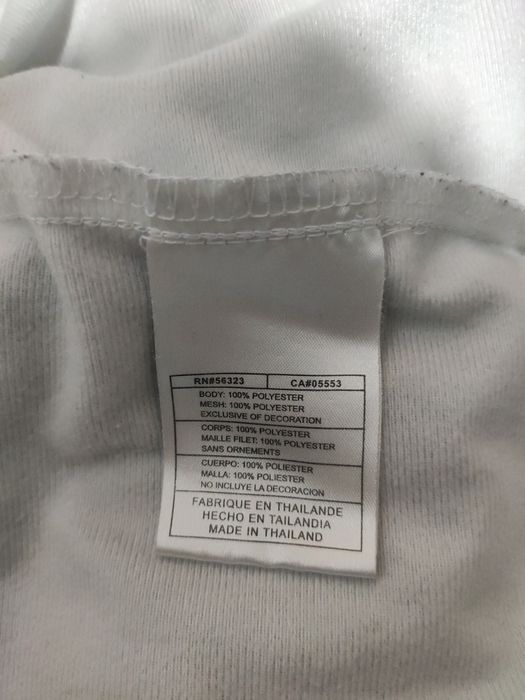 RN#56323 CA#05553
BODY: 100% POLYESTER
MESH: 100% POLYESTER
EXCLUSIVE OF DECORATION
CORPS: 100% POLYESTER
MAILLE FILET: 100% POLYESTER
SANS ORNEMENTS
CUERPO: 100% POLIESTER
MALLA: 100% POLIESTER
NO INCLUYE LA DECORACION
FABRIQUE EN THAILANDE
HECHO EN TAILANDIA
MADE IN THAILAND